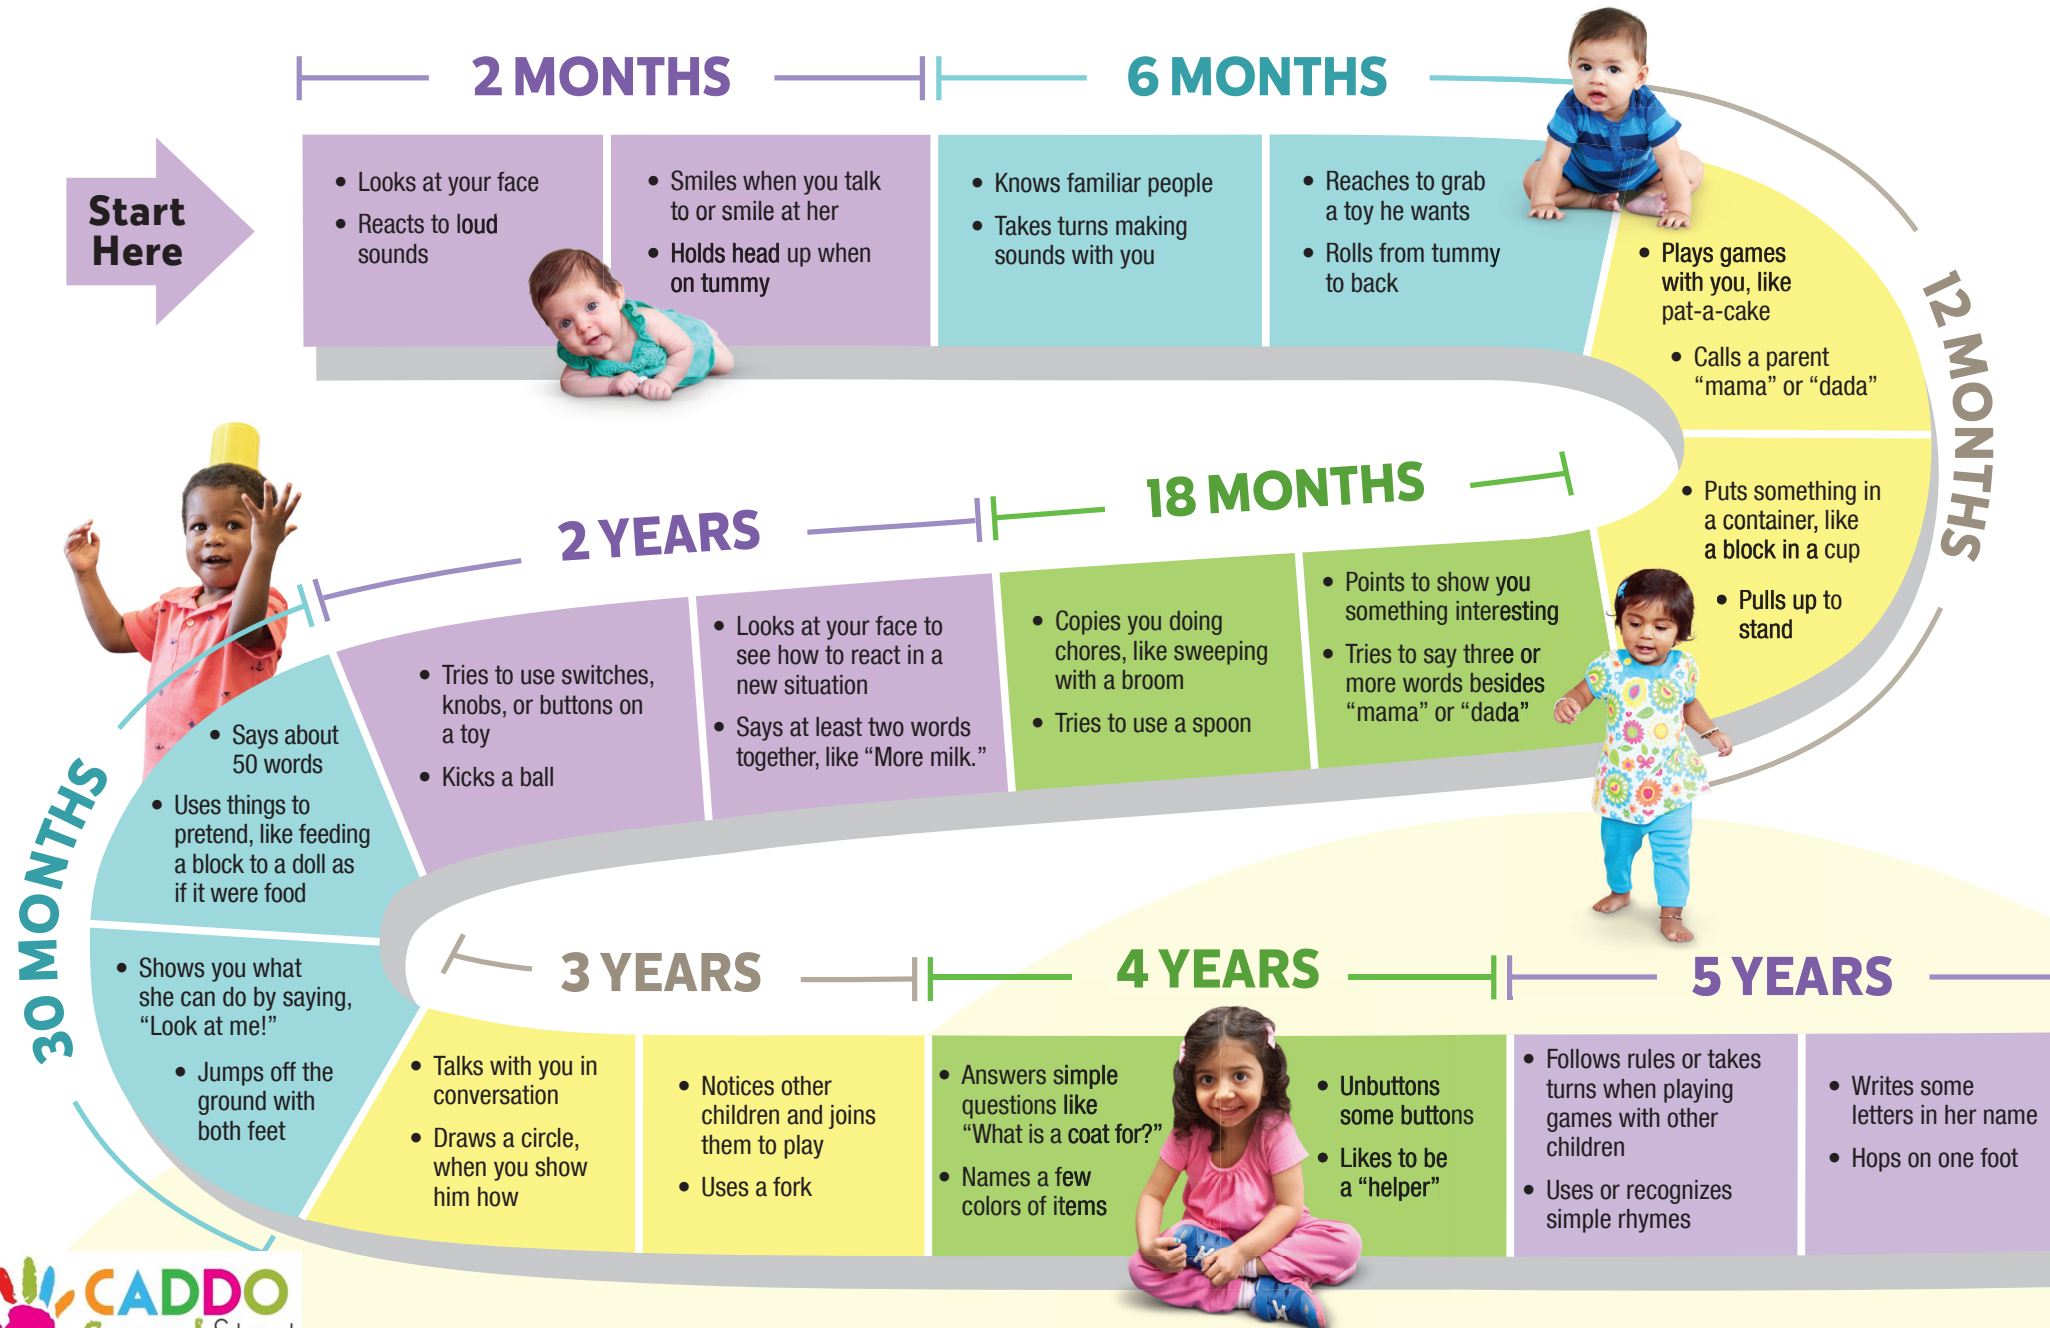 2 MONTHS
6 MONTHS
Start
Here
• Looks at your face
• Reacts to loud
sounds
• Smiles when you talk
to or smile at her
• Holds head up when
on tummy
• Knows familiar people
• Takes turns making
sounds with you
• Reaches to grab
a toy he wants
• Rolls from tummy
to back
12 MONTHS
• Plays games
with you, like
pat-a-cake
• Calls a parent
“mama” or “dada”
• Puts something in
a container, like
a block in a cup
• Pulls up to
stand
18 MONTHS
• Points to show you
something interesting
• Tries to say three or
more words besides
“mama” or “dada”
• Copies you doing
chores, like sweeping
with a broom
• Tries to use a spoon
2 YEARS
• Looks at your face to
see how to react in a
new situation
• Says at least two words
together, like “More milk.”
• Tries to use switches,
knobs, or buttons on
a toy
• Kicks a ball
30 MONTHS
• Says about
50 words
• Uses things to
pretend, like feeding
a block to a doll as
if it were food
• Shows you what
she can do by saying,
“Look at me!”
• Jumps off the
ground with
both feet
3 YEARS
• Talks with you in
conversation
• Draws a circle,
when you show
him how
• Notices other
children and joins
them to play
• Uses a fork
4 YEARS
• Answers simple
questions like
“What is a coat for?”
• Names a few
colors of items
• Unbuttons
some buttons
• Likes to be
a “helper”
5 YEARS
• Follows rules or takes
turns when playing
games with other
children
• Uses or recognizes
simple rhymes
• Writes some
letters in her name
• Hops on one foot
CADDO